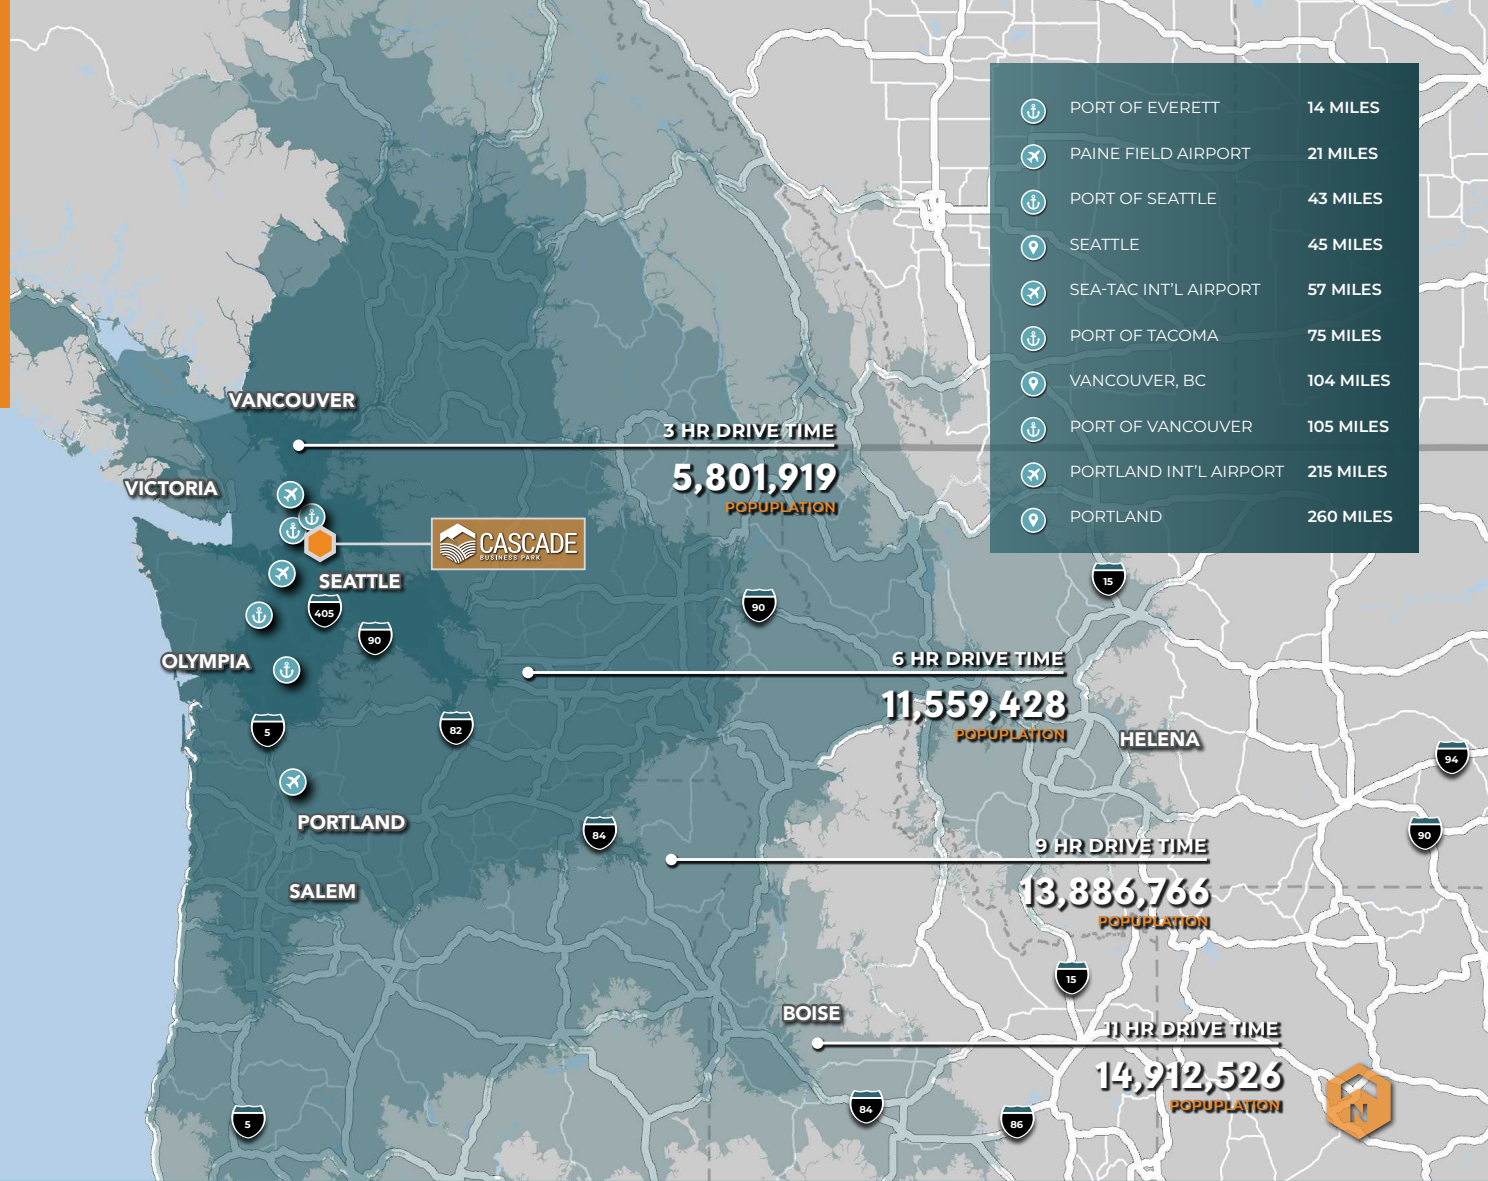 PORT OF EVERETT 14 MILES
PAINE FIELD AIRPORT 21 MILES
PORT OF SEATTLE 43 MILES
SEATTLE 45 MILES
SEA-TAC INT'L AIRPORT 57 MILES
PORT OF TACOMA 75 MILES
VANCOUVER, BC 104 MILES
PORT OF VANCOUVER 105 MILES
PORTLAND INT'L AIRPORT 215 MILES
PORTLAND 260 MILES
VANCOUVER
3 HR DRIVE TIME
5,801,919
POPUPLATION
VICTORIA
CASCADE
BUSINESS PARK
SEATTLE
15
405
90
90
OLYMPIA
6 HR DRIVE TIME
11,559,428
POPUPLATION
5
82
HELENA
94
PORTLAND
84
90
9 HR DRIVE TIME
13,886,766
POPUPLATION
SALEM
15
BOISE
11 HR DRIVE TIME
14,912,526
POPUPLATION
5
84
86
N